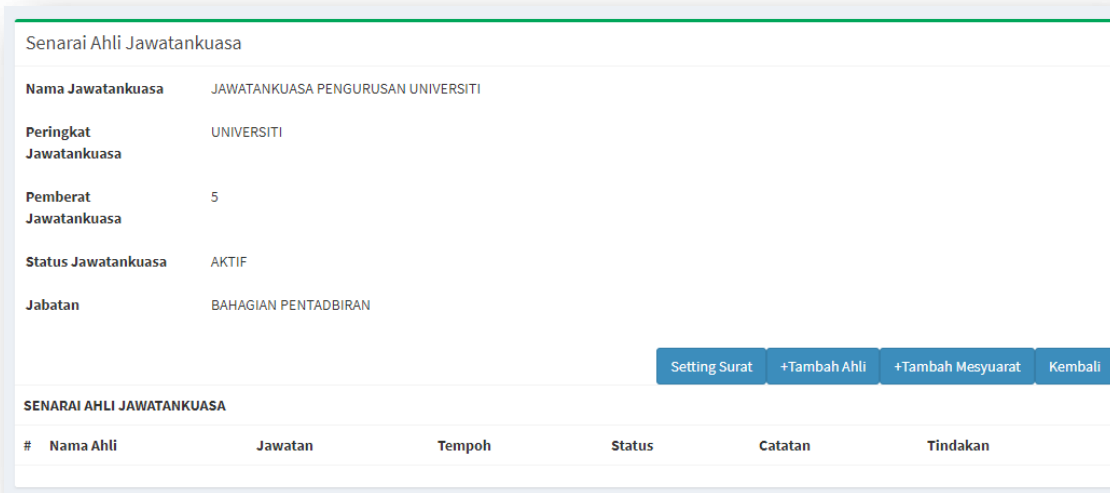 Senarai Ahli Jawatankuasa
Nama Jawatankuasa JAWATANKUASA PENGURUSAN UNIVERSITI
Peringkat Jawatankuasa UNIVERSITI
Pemberat Jawatankuasa 5
Status Jawatankuasa AKTIF
Jabatan BAHAGIAN PENTADBIRAN
Setting Surat +Tambah Ahli +Tambah Mesyuarat Kembali
SENARAI AHLI JAWATANKUASA
# Nama Ahli Jawatan Tempoh Status Catatan Tindakan